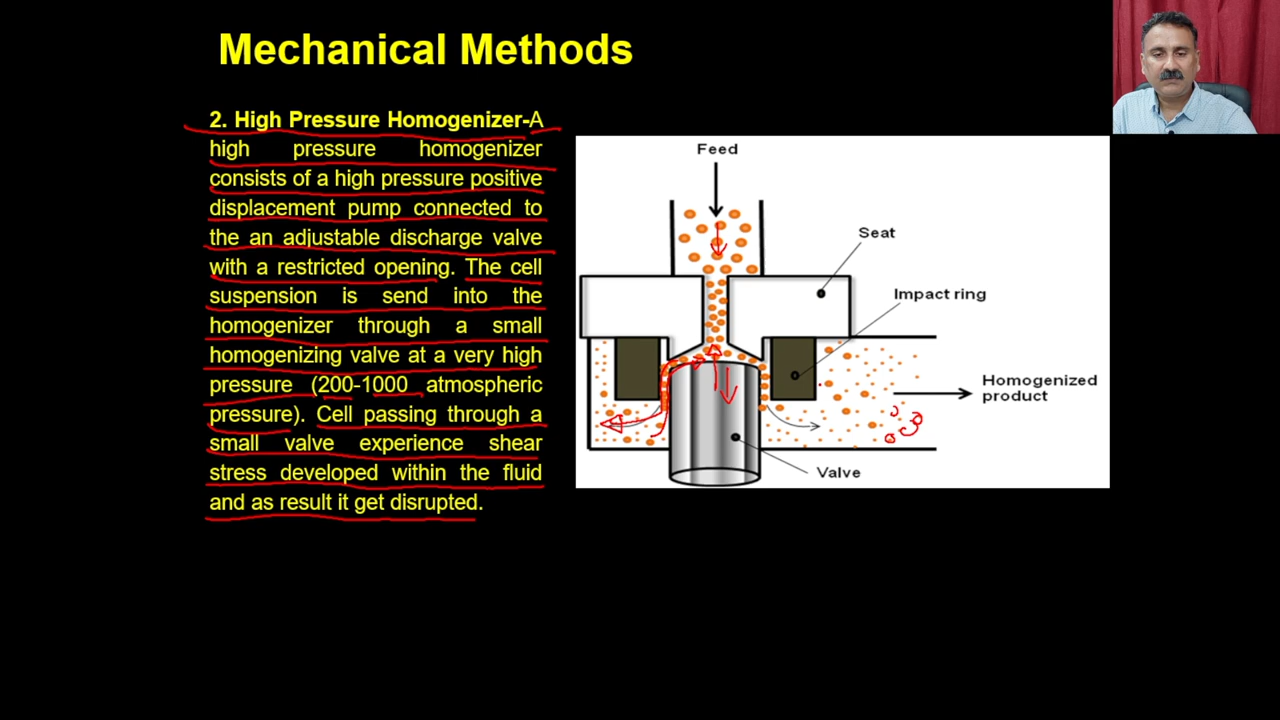 Mechanical Methods
2. High Pressure Homogenizer-A
high pressure homogenizer
consists of a high pressure positive
displacement pump connected to
the an adjustable discharge valve
with a restricted opening. The cell
suspension is send into the
homogenizer through a small
homogenizing valve at a very high
pressure (200-1000 atmospheric
pressure). Cell passing through a
small valve experience shear
stress developed within the fluid
and as result it get disrupted.
Feed
Seat
Impact ring
Homogenized
product
Valve